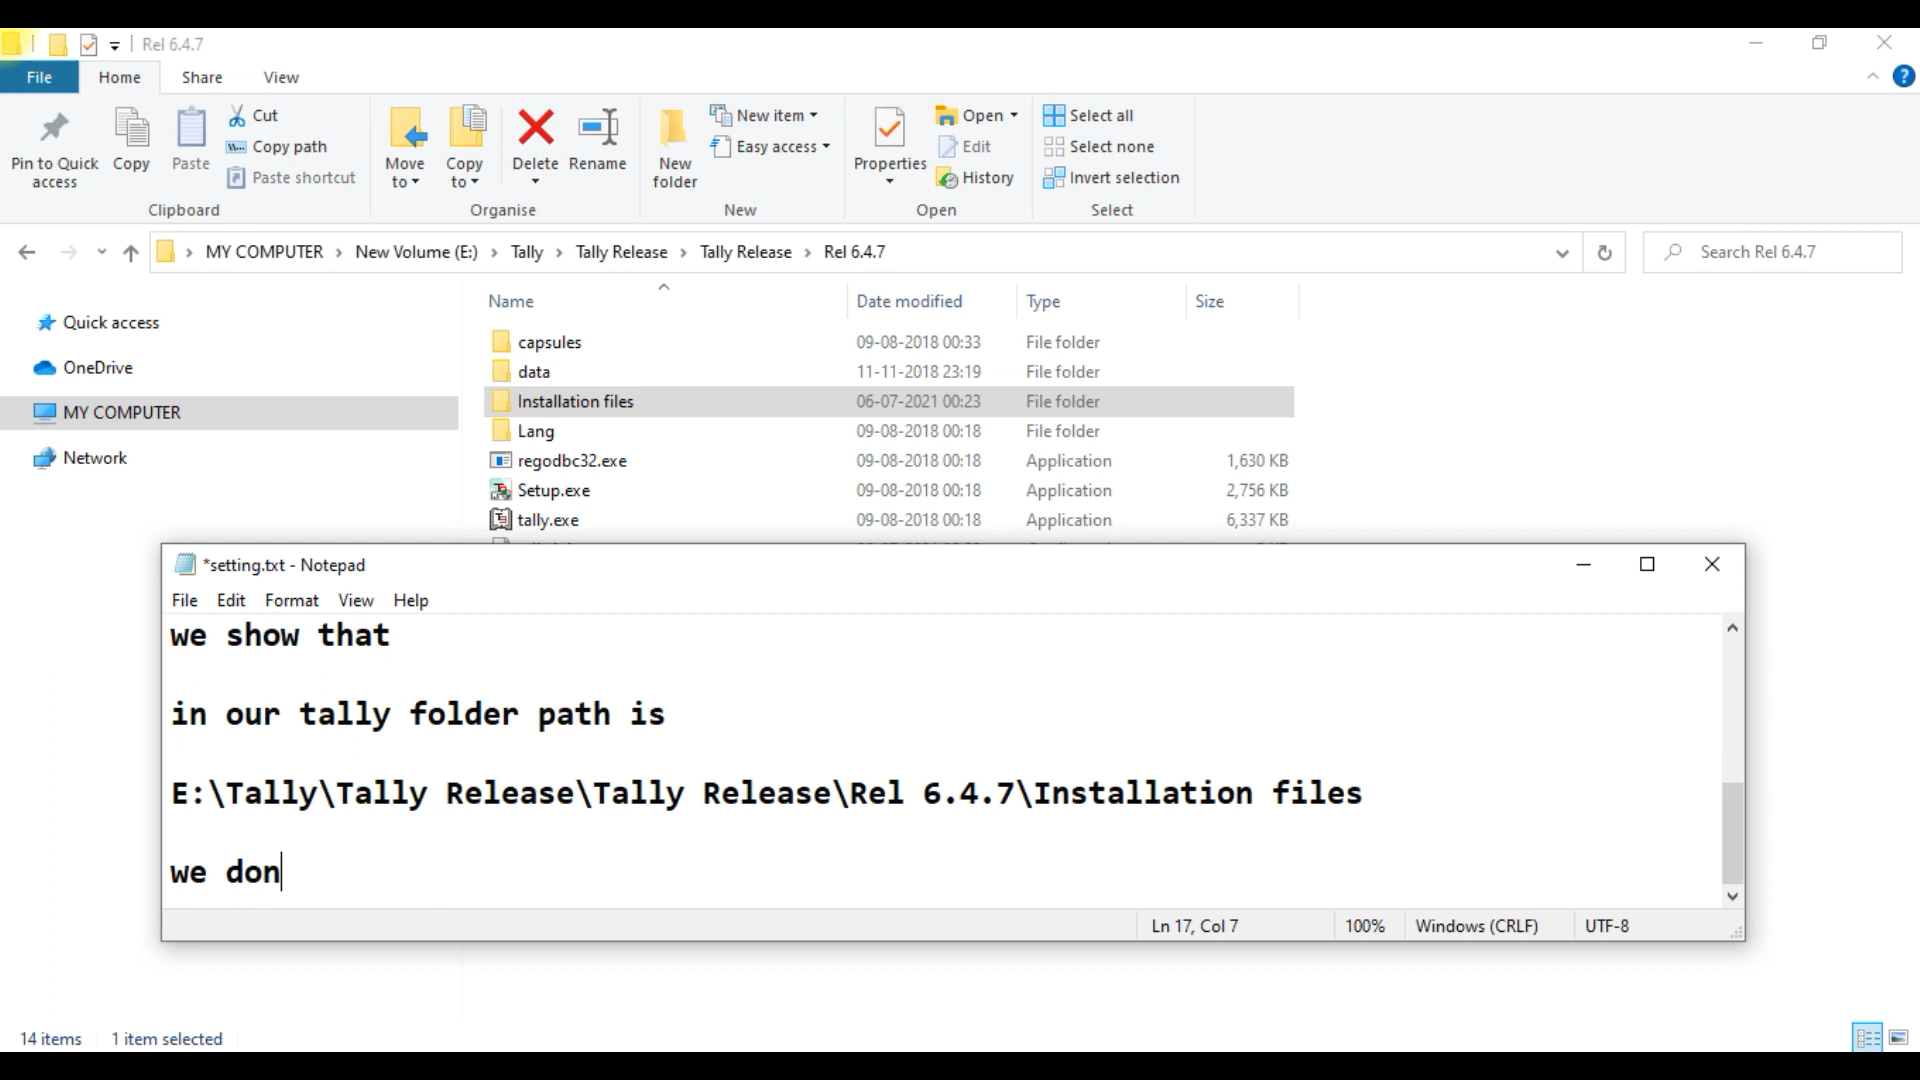 Rel 6.4.7
File Home Share View
Pin to Quick access
Copy
Paste
Cut
Copy path
Paste shortcut
Clipboard
Move to
Copy to
Delete
Rename
Organise
New folder
New item
Easy access
New
Properties
Open
Edit
History
Open
Select all
Select none
Invert selection
Select
MY COMPUTER › New Volume (E:) › Tally › Tally Release › Tally Release › Rel 6.4.7
Search Rel 6.4.7
Quick access
OneDrive
MY COMPUTER
Network
Name Date modified Type Size
capsules 09-08-2018 00:33 File folder
data 11-11-2018 23:19 File folder
Installation files 06-07-2021 00:23 File folder
Lang 09-08-2018 00:18 File folder
regodbc32.exe 09-08-2018 00:18 Application 1,630 KB
Setup.exe 09-08-2018 00:18 Application 2,756 KB
tally.exe 09-08-2018 00:18 Application 6,337 KB
*setting.txt - Notepad
File Edit Format View Help
we show that
in our tally folder path is
E:\Tally\Tally Release\Tally Release\Rel 6.4.7\Installation files
we don
Ln 17, Col 7 100% Windows (CRLF) UTF-8
14 items 1 item selected